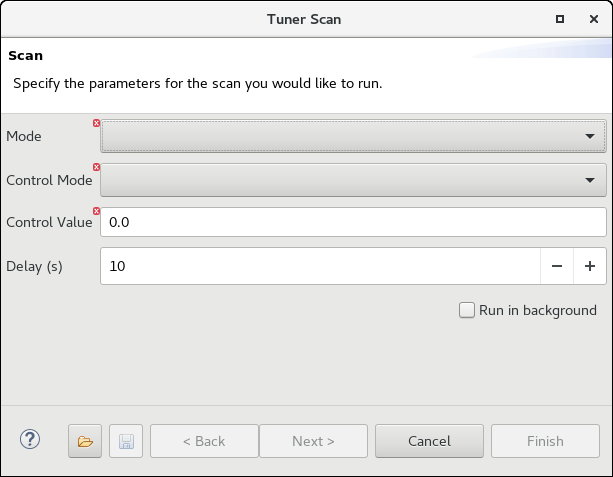 Tuner Scan
Scan
Specify the parameters for the scan you would like to run.
Mode
Control Mode
Control Value 0.0
Delay (s) 10
Run in background
< Back Next > Cancel Finish